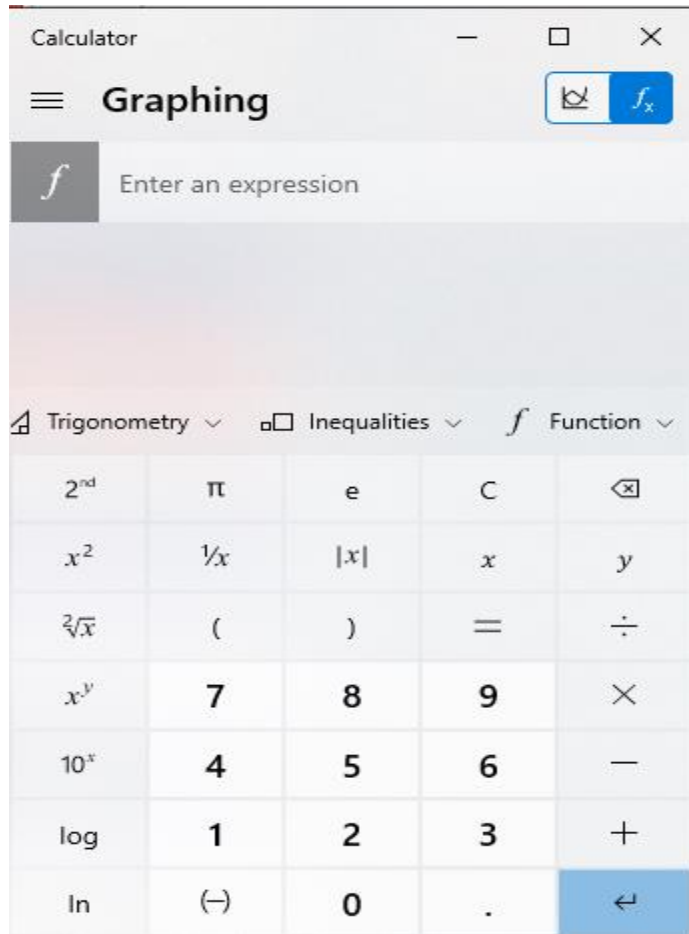 Calculator
Graphing fx
f Enter an expression
Trigonometry Inequalities f Function
2ⁿᵈ π e C
x² ¹/x |x| x y
²√x ( ) = ÷
xʸ 7 8 9 ×
10ˣ 4 5 6 −
log 1 2 3 +
ln (−) 0 .